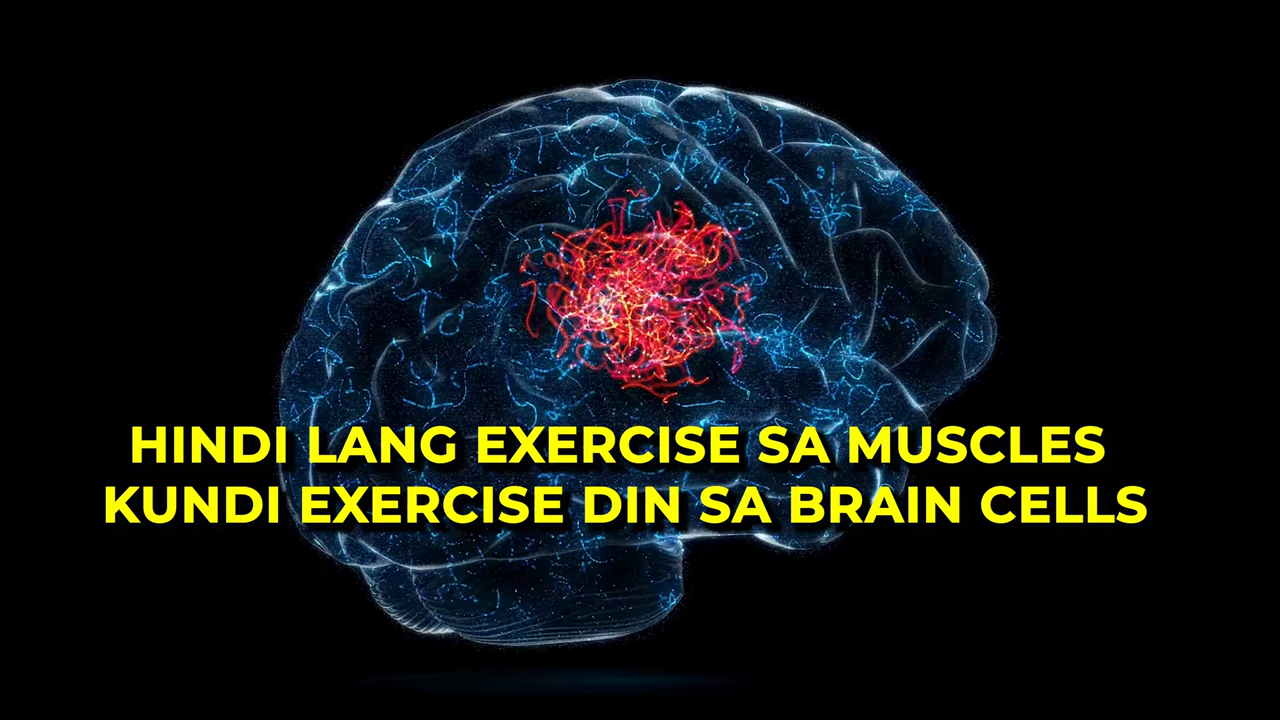 HINDI LANG EXERCISE SA MUSCLES
KUNDI EXERCISE DIN SA BRAIN CELLS